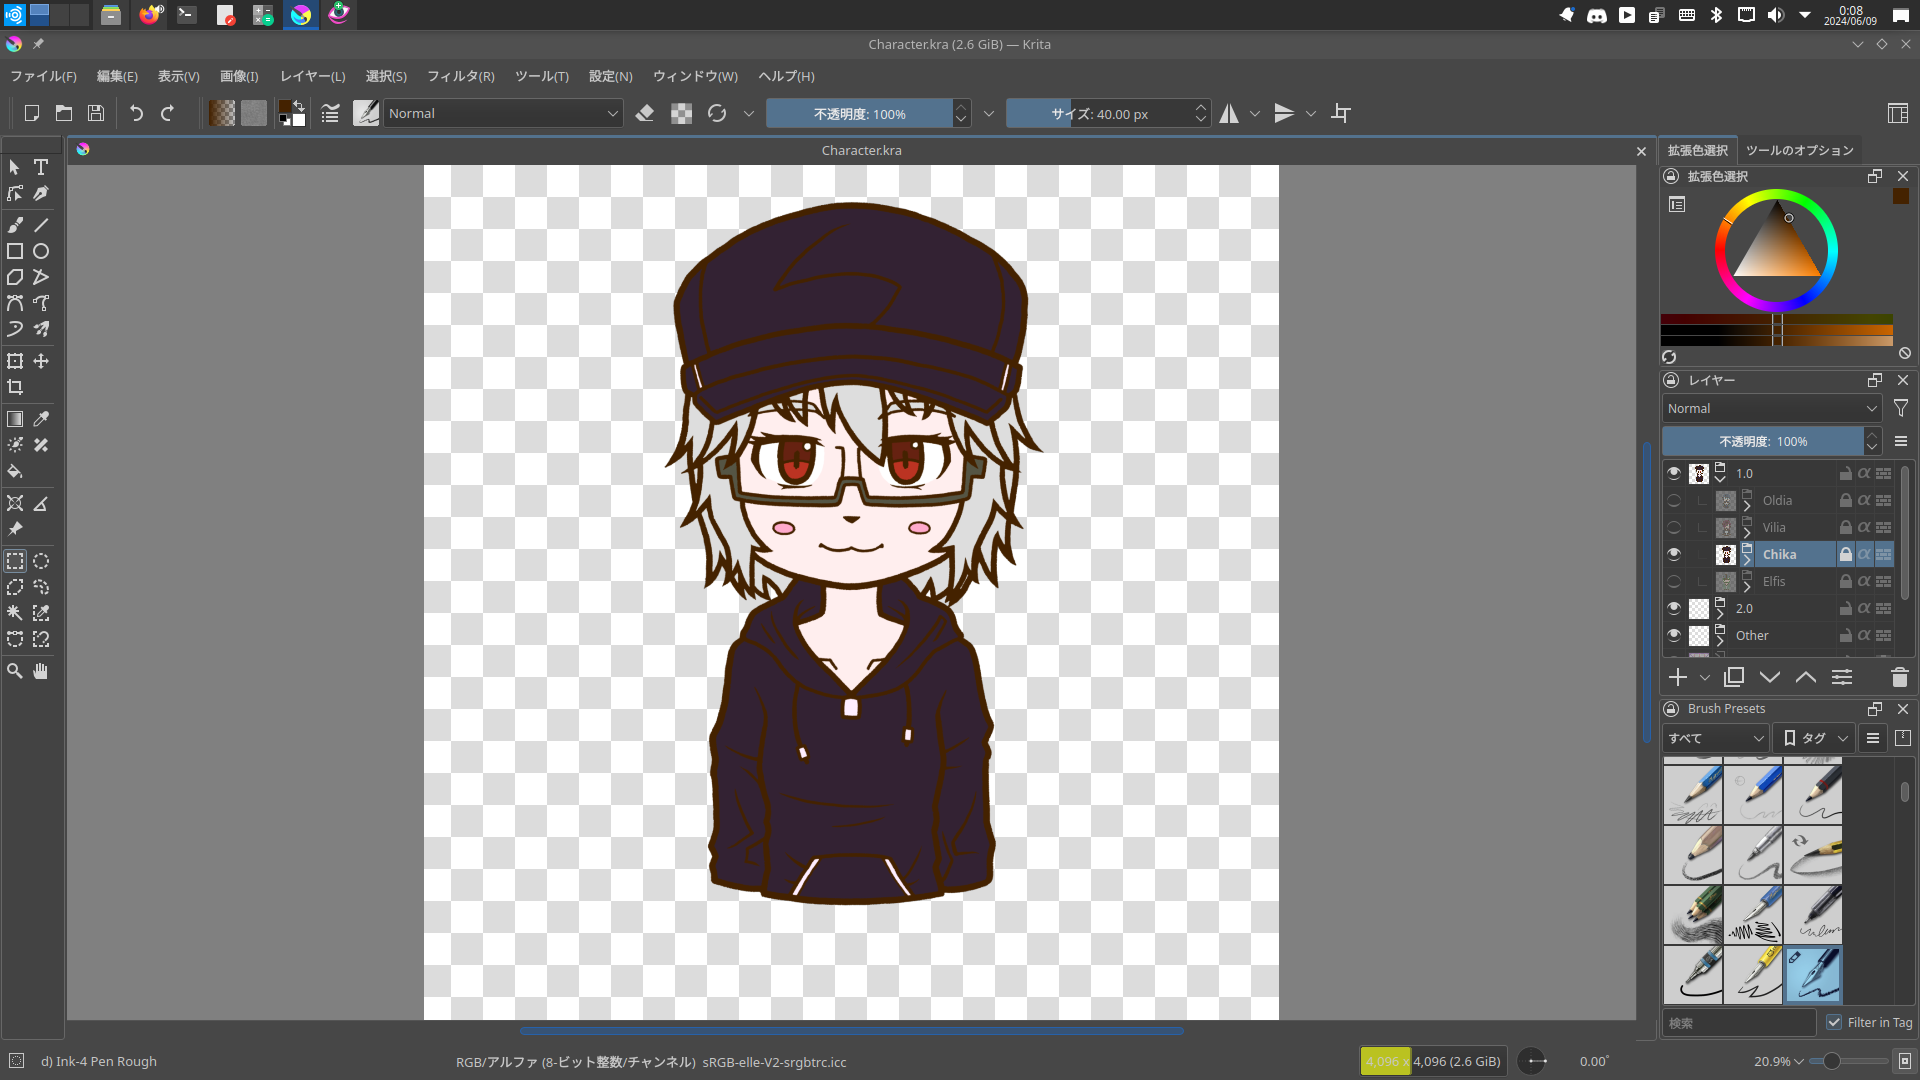 0:08
2024/06/09
Character.kra (2.6 GiB) — Krita
ファイル(F) 編集(E) 表示(V) 画像(I) レイヤー(L) 選択(S) フィルタ(R) ツール(T) 設定(N) ウィンドウ(W) ヘルプ(H)
Normal 不透明度: 100% サイズ: 40.00 px
Character.kra
拡張色選択 ツールのオプション
拡張色選択
レイヤー
Normal
不透明度: 100%
1.0
Oldia
Vilia
Chika
Elfis
2.0
Other
Brush Presets
すべて タグ
検索 Filter in Tag
d) Ink-4 Pen Rough RGB/アルファ (8-ビット整数/チャンネル) sRGB-elle-V2-srgbtrc.icc 4,096 x 4,096 (2.6 GiB) 0.00° 20.9%